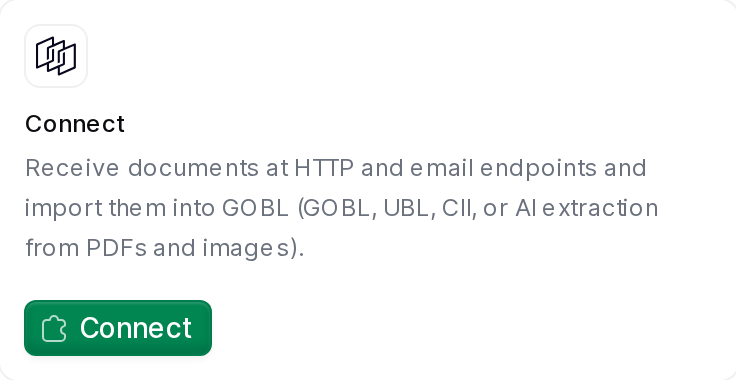 Connect
Receive documents at HTTP and email endpoints and
import them into GOBL (GOBL, UBL, CII, or AI extraction
from PDFs and images).
Connect